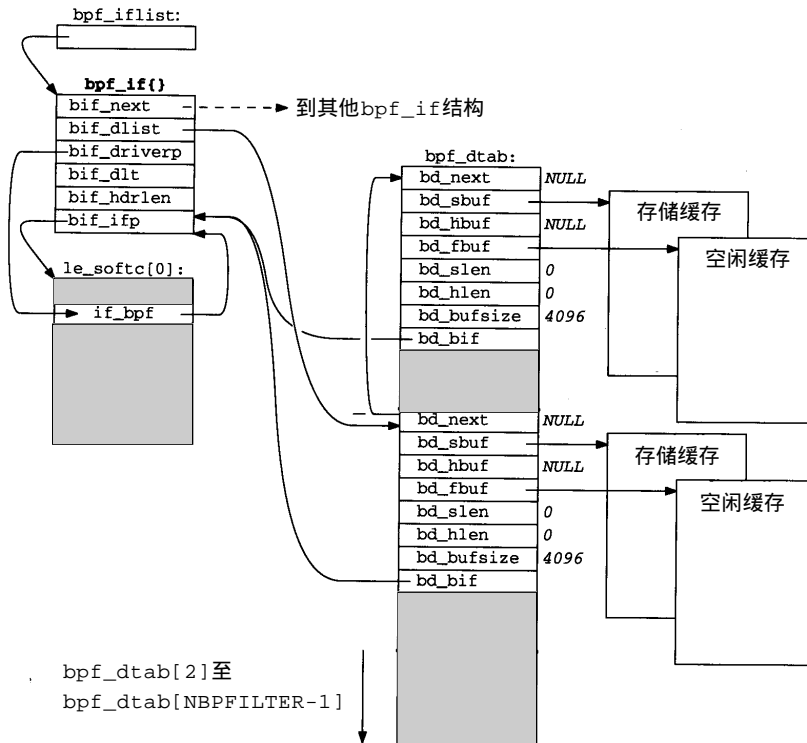 bpf_iflist:
bpf_if{}
bif_next
到其他bpf_if结构
bif_dlist
bif_driverp
bif_dlt
bif_hdrlen
bif_ifp
le_softc[0]:
if_bpf
bpf_dtab:
bd_next NULL
bd_sbuf
bd_hbuf NULL
bd_fbuf
bd_slen 0
bd_hlen 0
bd_bufsize 4096
bd_bif
存储缓存
空闲缓存
bd_next NULL
bd_sbuf
bd_hbuf NULL
bd_fbuf
bd_slen 0
bd_hlen 0
bd_bufsize 4096
bd_bif
存储缓存
空闲缓存
bpf_dtab[2]至
bpf_dtab[NBPFILTER-1]